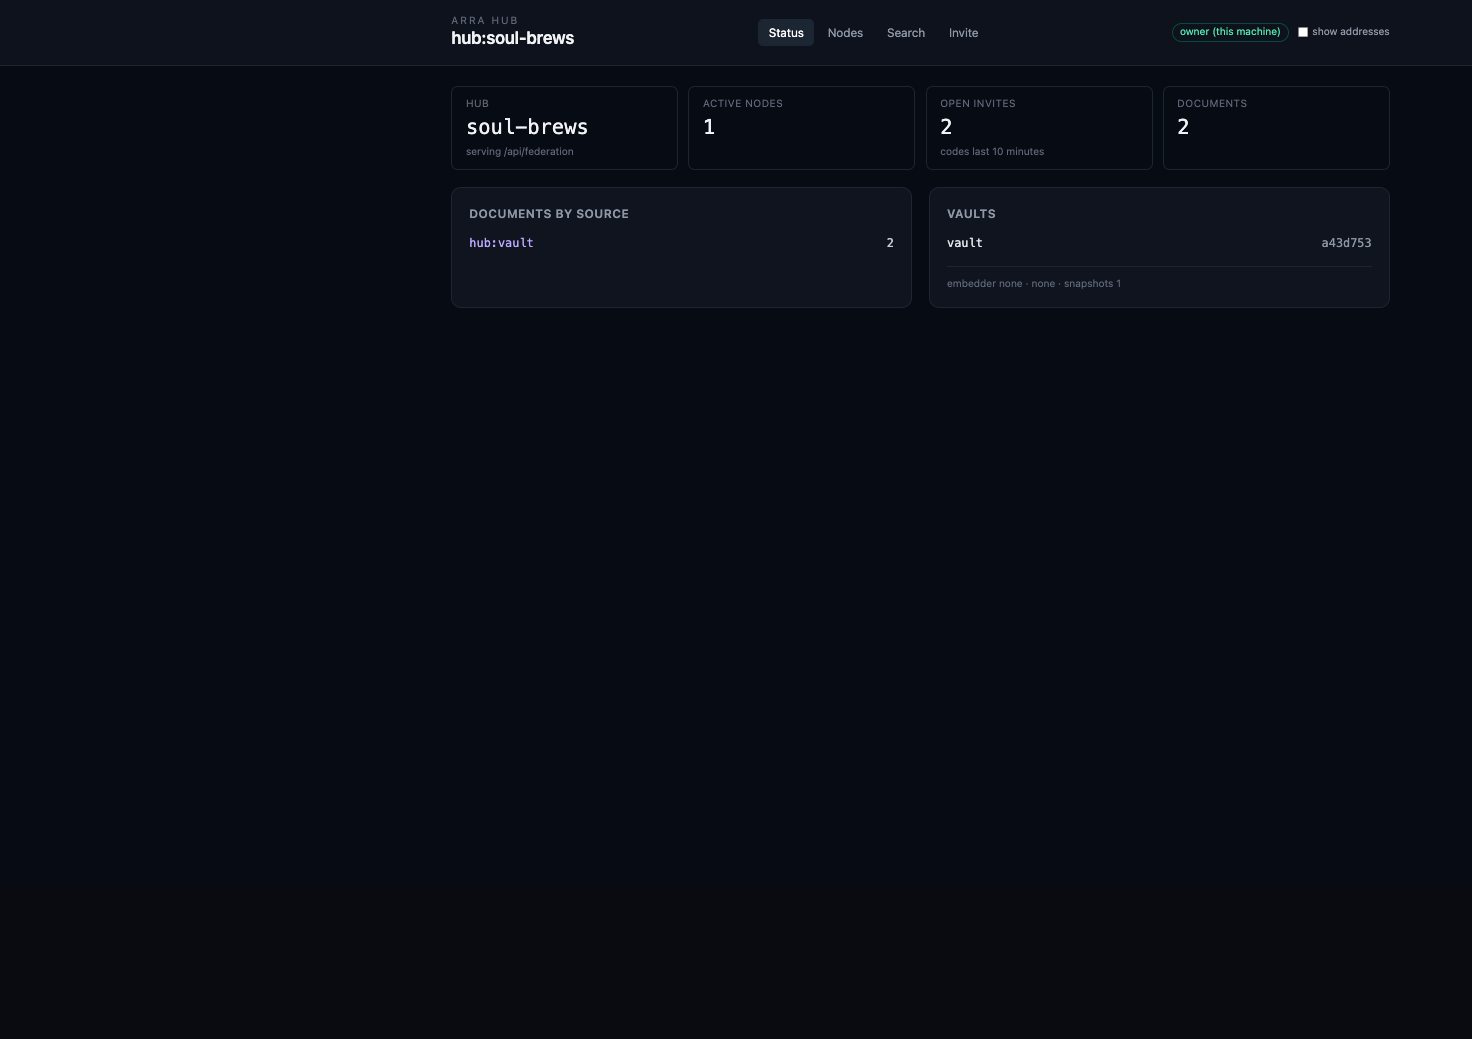 ARRA HUB
hub:soul-brews
Status
Nodes
Search
Invite
owner (this machine)
show addresses
HUB
soul-brews
serving /api/federation
ACTIVE NODES
1
OPEN INVITES
2
codes last 10 minutes
DOCUMENTS
2
DOCUMENTS BY SOURCE
hub:vault 2
VAULTS
vault a43d753
embedder none · none · snapshots 1